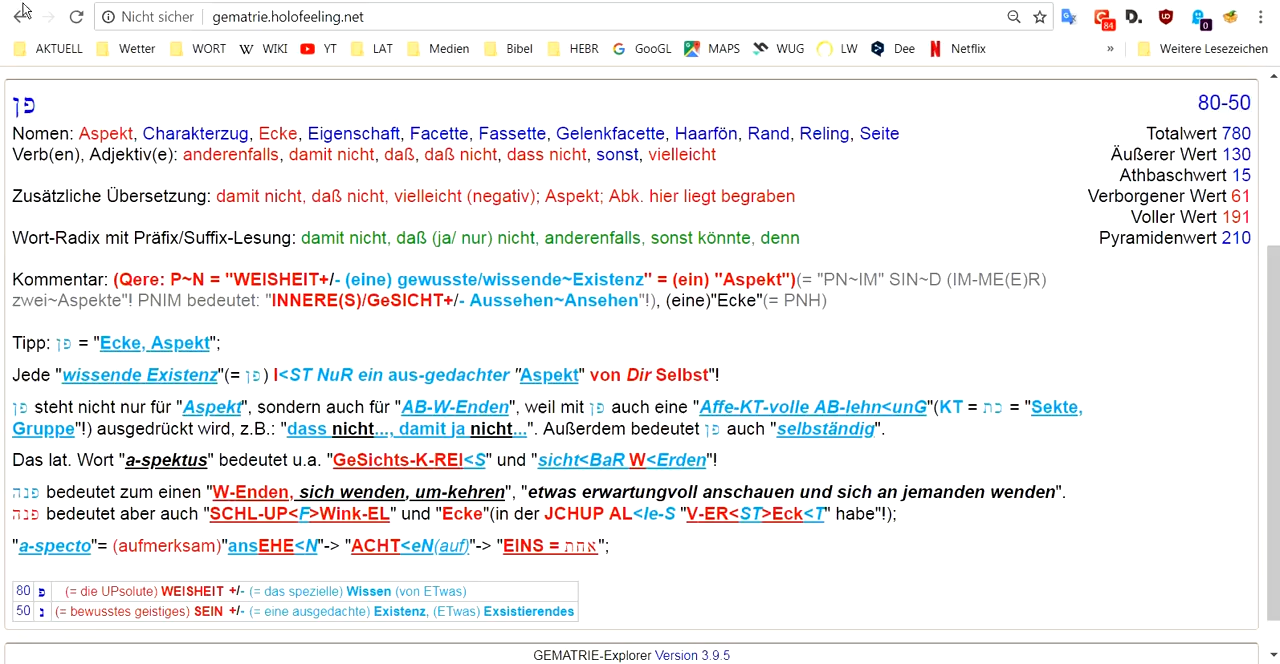 Nicht sicher | gematrie.holofeeling.net
84
0
AKTUELL Wetter WORT WIKI YT LAT Medien Bibel HEBR GooGL MAPS WUG LW Dee Netflix » Weitere Lesezeichen
פן 80-50
Nomen: Aspekt, Charakterzug, Ecke, Eigenschaft, Facette, Fassette, Gelenkfacette, Haarfön, Rand, Reling, Seite Totalwert 780
Verb(en), Adjektiv(e): anderenfalls, damit nicht, daß, daß nicht, dass nicht, sonst, vielleicht Äußerer Wert 130
Athbaschwert 15
Zusätzliche Übersetzung: damit nicht, daß nicht, vielleicht (negativ); Aspekt; Abk. hier liegt begraben Verborgener Wert 61
Voller Wert 191
Wort-Radix mit Präfix/Suffix-Lesung: damit nicht, daß (ja/ nur) nicht, anderenfalls, sonst könnte, denn Pyramidenwert 210
Kommentar: (Qere: P~N = "WEISHEIT+/- (eine) gewusste/wissende~Existenz" = (ein) "Aspekt")(= "PN~IM" SIN~D (IM-ME(E)R)
zwei~Aspekte"! PNIM bedeutet: "INNERE(S)/GeSICHT+/- Aussehen~Ansehen"!), (eine)"Ecke"(= PNH)
Tipp: פן = "Ecke, Aspekt";
Jede "wissende Existenz"(= פן) I<ST NuR ein aus-gedachter "Aspekt" von Dir Selbst"!
פן steht nicht nur für "Aspekt", sondern auch für "AB-W-Enden", weil mit פן auch eine "Affe-KT-volle AB-lehn<unG"(KT = כת = "Sekte,
Gruppe"!) ausgedrückt wird, z.B.: "dass nicht..., damit ja nicht...". Außerdem bedeutet פן auch "selbständig".
Das lat. Wort "a-spektus" bedeutet u.a. "GeSichts-K-REI<S" und "sicht<BaR W<Erden"!
פנה bedeutet zum einen "W-Enden, sich wenden, um-kehren", "etwas erwartungvoll anschauen und sich an jemanden wenden".
פנה bedeutet aber auch "SCHL-UP<F>Wink-EL" und "Ecke"(in der JCHUP AL<le-S "V-ER<ST>Eck<T" habe"!);
"a-specto"= (aufmerksam)"ansEHE<N"-> "ACHT<eN(auf)"-> "EINS = אחת";
80 פ (= die UPsolute) WEISHEIT +/- (= das spezielle) Wissen (von ETwas)
50 נ (= bewusstes geistiges) SEIN +/- (= eine ausgedachte) Existenz, (ETwas) Exsistierendes
GEMATRIE-Explorer Version 3.9.5